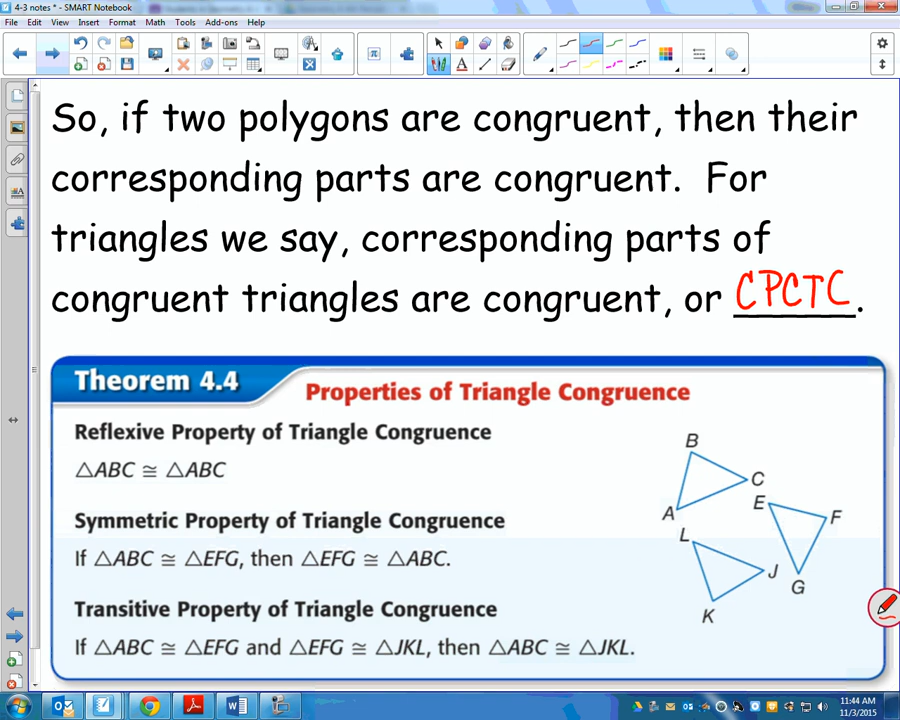 4-3 notes * - SMART Notebook
File Edit View Insert Format Math Tools Add-ons Help
So, if two polygons are congruent, then their
corresponding parts are congruent. For
triangles we say, corresponding parts of
congruent triangles are congruent, or CPCTC.
Theorem 4.4
Properties of Triangle Congruence
Reflexive Property of Triangle Congruence
△ABC ≅ △ABC
Symmetric Property of Triangle Congruence
If △ABC ≅ △EFG, then △EFG ≅ △ABC.
Transitive Property of Triangle Congruence
If △ABC ≅ △EFG and △EFG ≅ △JKL, then △ABC ≅ △JKL.
B
C
A
E
F
G
L
J
K
11:44 AM
11/3/2015